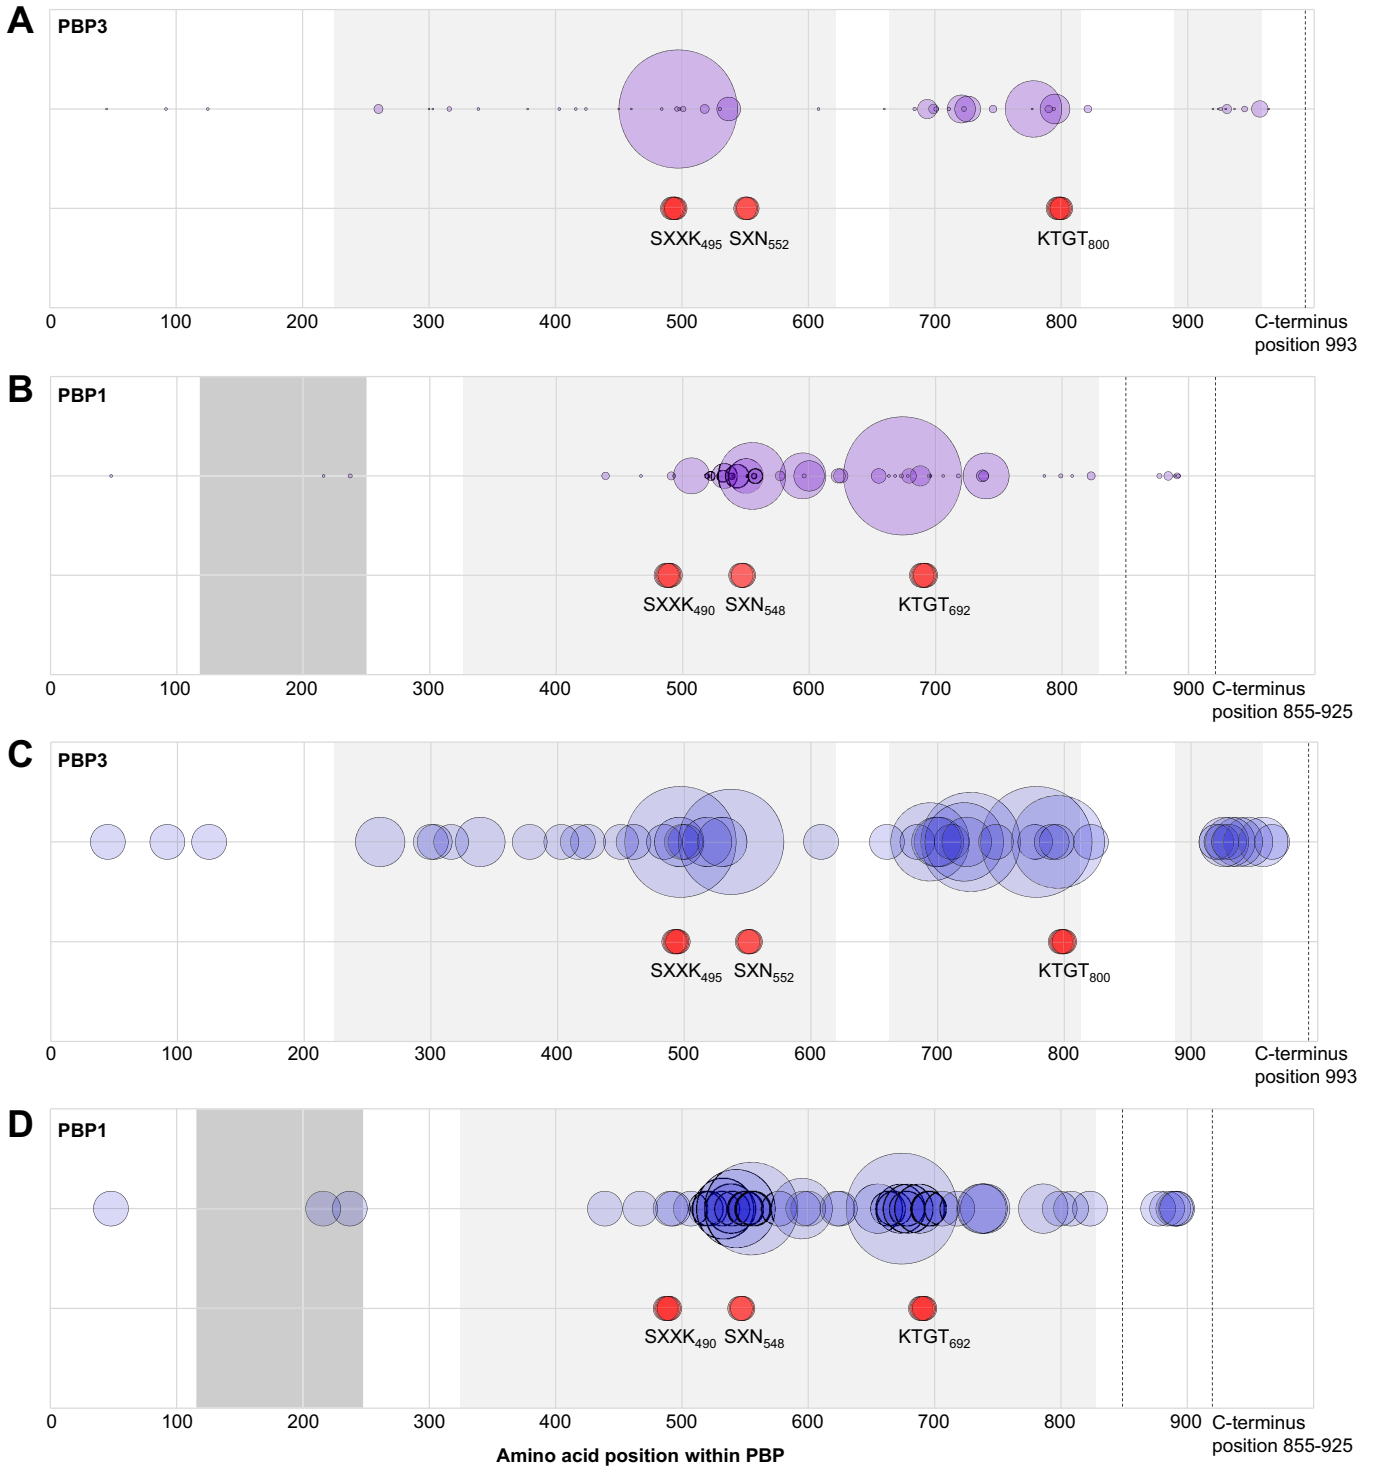 A
PBP3
SXXK495 SXN552 KTGT800
0 100 200 300 400 500 600 700 800 900 C-terminus
position 993
B
PBP1
SXXK490 SXN548 KTGT692
0 100 200 300 400 500 600 700 800 900 C-terminus
position 855-925
C
PBP3
SXXK495 SXN552 KTGT800
0 100 200 300 400 500 600 700 800 900 C-terminus
position 993
D
PBP1
SXXK490 SXN548 KTGT692
0 100 200 300 400 500 600 700 800 900 C-terminus
position 855-925
Amino acid position within PBP